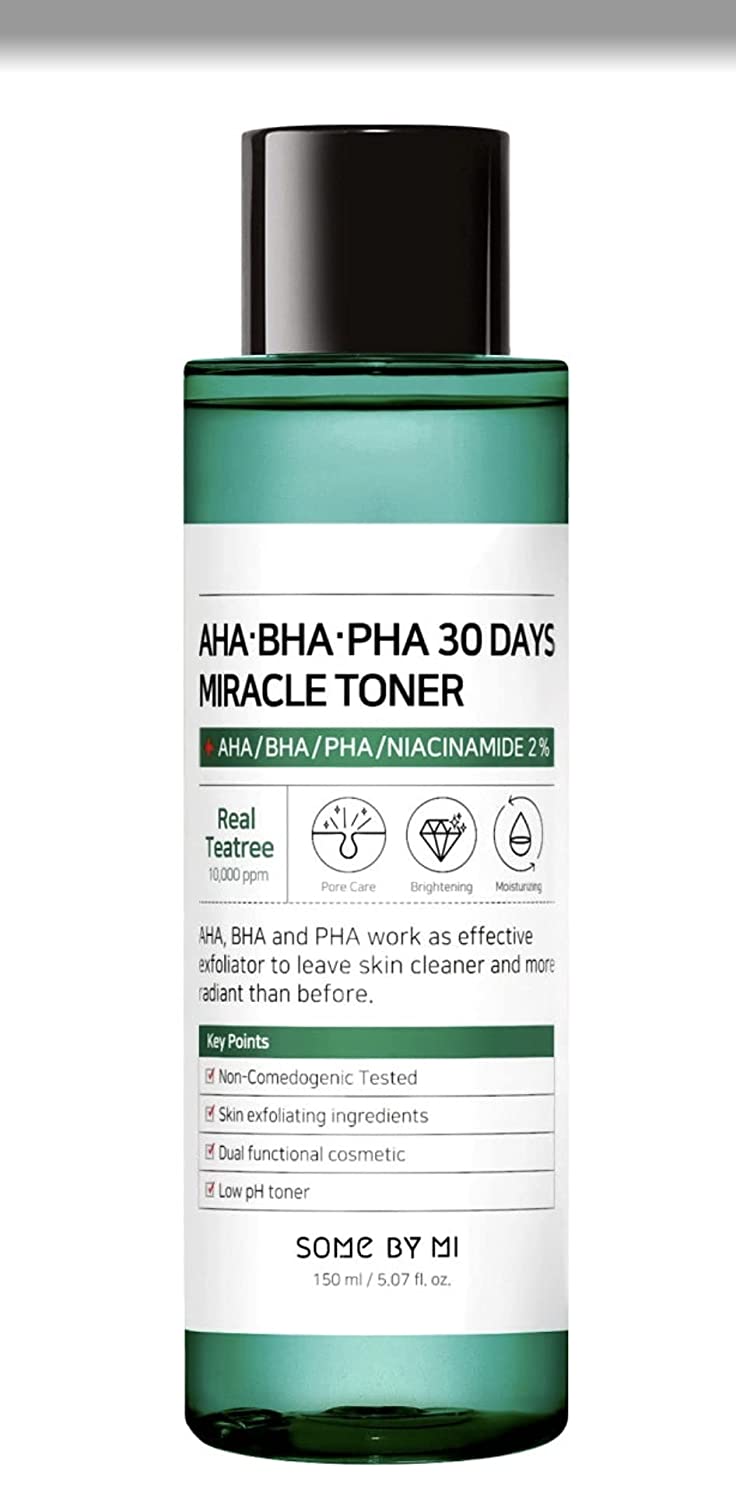 AHA·BHA·PHA 30 DAYS
MIRACLE TONER
AHA/BHA/PHA/NIACINAMIDE 2%
Real
Teatree
10,000 ppm
Pore Care
Brightening
Moisturizing
AHA, BHA and PHA work as effective
exfoliator to leave skin cleaner and more
radiant than before.
Key Points
Non-Comedogenic Tested
Skin exfoliating ingredients
Dual functional cosmetic
Low pH toner
SOME BY MI
150 ml / 5.07 fl. oz.